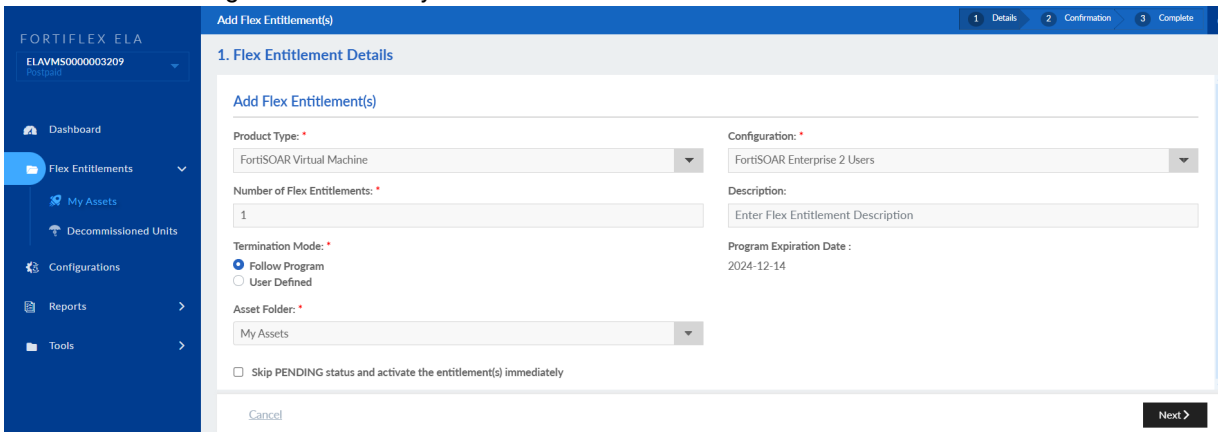 Add Flex Entitlement(s)
1 Details 2 Confirmation 3 Complete
FORTIFLEX ELA
ELAVMS0000003209
Postpaid
Dashboard
Flex Entitlements
My Assets
Decommissioned Units
Configurations
Reports
Tools
1. Flex Entitlement Details
Add Flex Entitlement(s)
Product Type: *
FortiSOAR Virtual Machine
Configuration: *
FortiSOAR Enterprise 2 Users
Number of Flex Entitlements: *
1
Description:
Enter Flex Entitlement Description
Termination Mode: *
Follow Program
User Defined
Program Expiration Date :
2024-12-14
Asset Folder: *
My Assets
Skip PENDING status and activate the entitlement(s) immediately
Cancel
Next >